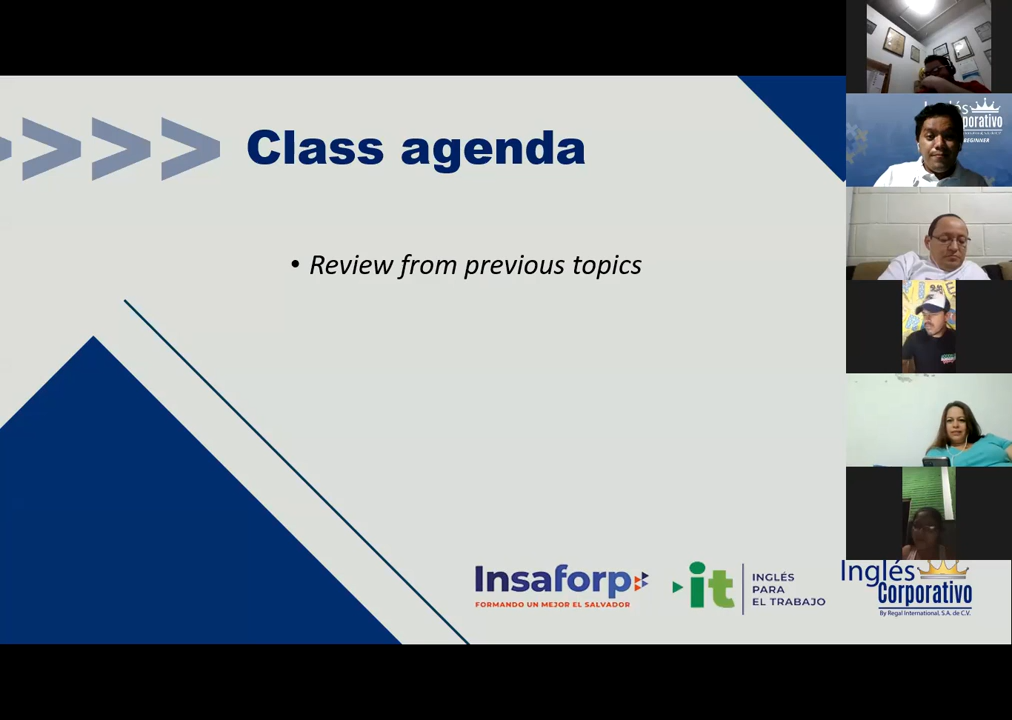 Class agenda
• Review from previous topics
Insaforp
FORMANDO UN MEJOR EL SALVADOR
it
INGLÉS
PARA
EL TRABAJO
Inglés
Corporativo
By Regal International, S.A. de C.V.
BEGINNER